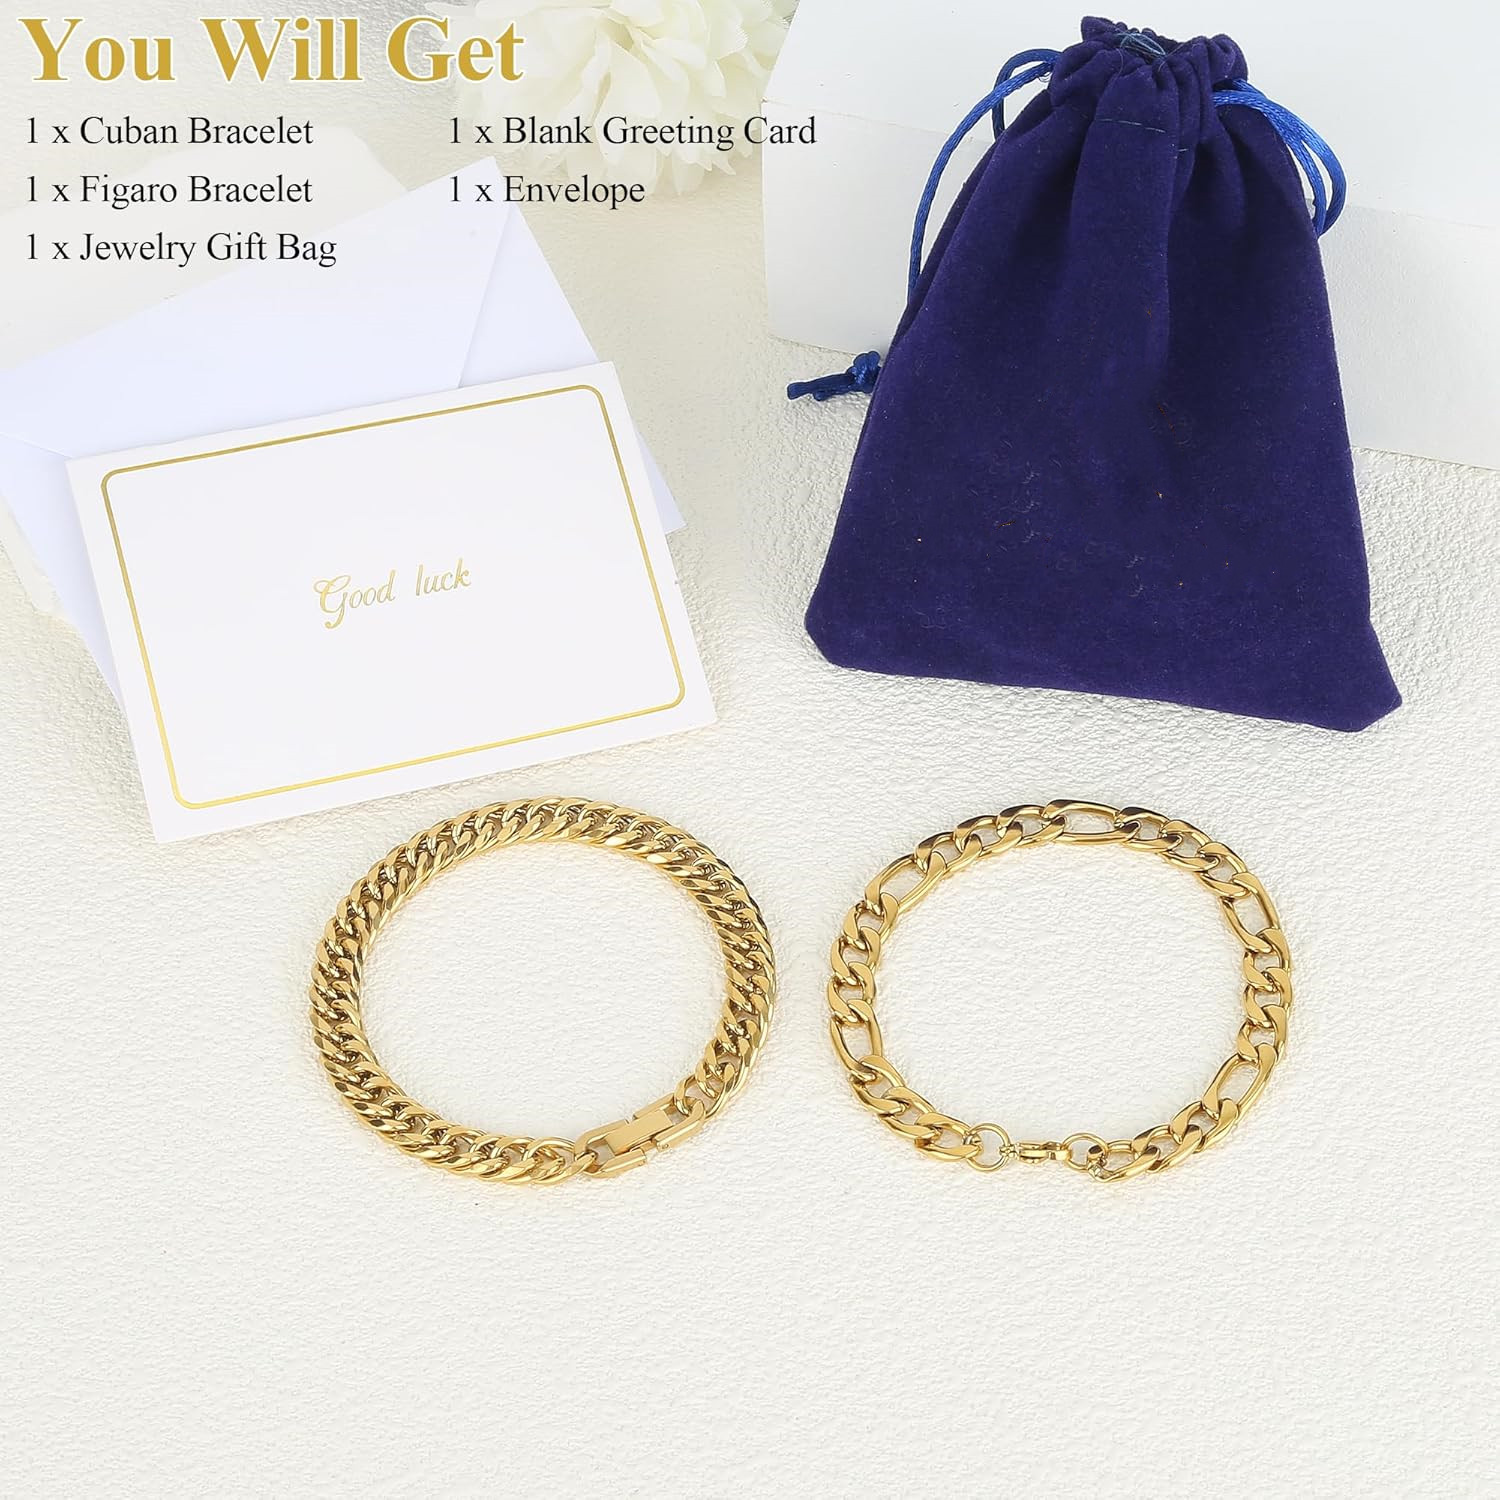 You Will Get
1 x Cuban Bracelet
1 x Figaro Bracelet
1 x Jewelry Gift Bag
1 x Blank Greeting Card
1 x Envelope
Good luck